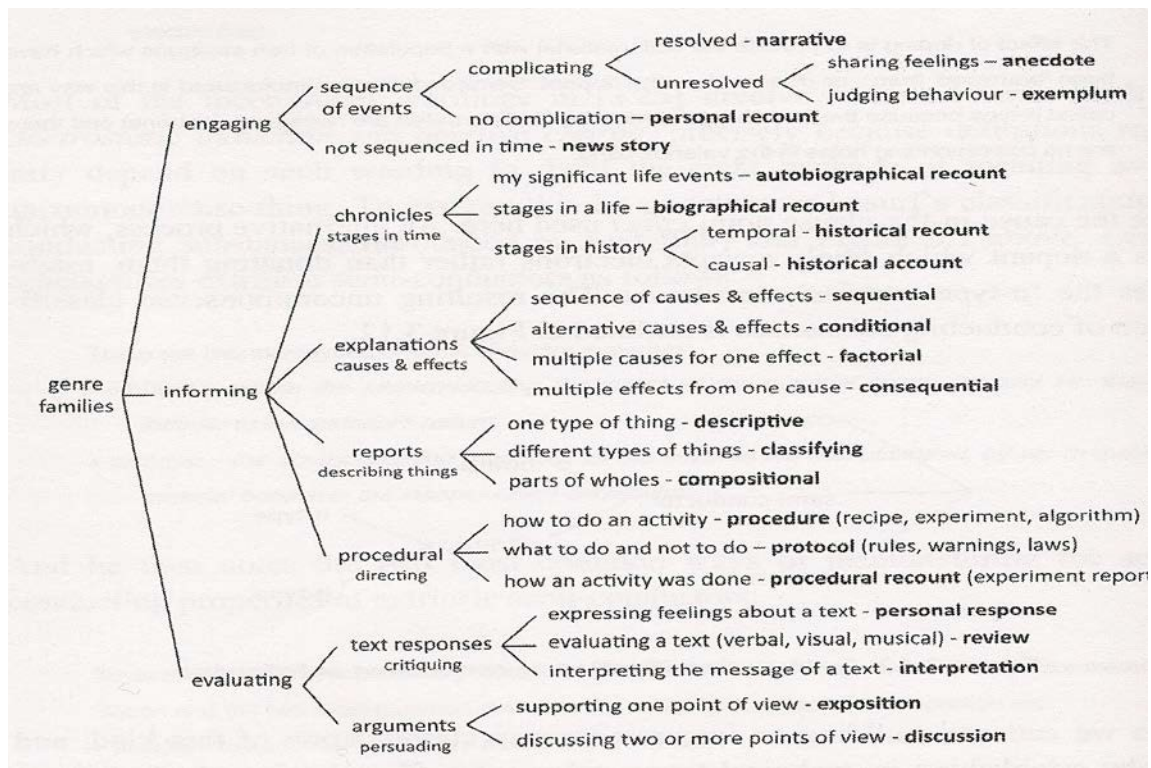 resolved - narrative
complicating
sharing feelings – anecdote
unresolved
sequence
of events
judging behaviour - exemplum
engaging
no complication – personal recount
not sequenced in time - news story
my significant life events – autobiographical recount
chronicles
stages in time
stages in a life – biographical recount
temporal - historical recount
stages in history
causal - historical account
sequence of causes & effects - sequential
alternative causes & effects - conditional
explanations
causes & effects
multiple causes for one effect - factorial
genre
families
informing
multiple effects from one cause - consequential
one type of thing - descriptive
reports
describing things
different types of things - classifying
parts of wholes - compositional
how to do an activity - procedure (recipe, experiment, algorithm)
procedural
directing
what to do and not to do – protocol (rules, warnings, laws)
how an activity was done - procedural recount (experiment report
expressing feelings about a text - personal response
text responses
critiquing
evaluating a text (verbal, visual, musical) - review
interpreting the message of a text - interpretation
evaluating
supporting one point of view - exposition
arguments
persuading
discussing two or more points of view - discussion